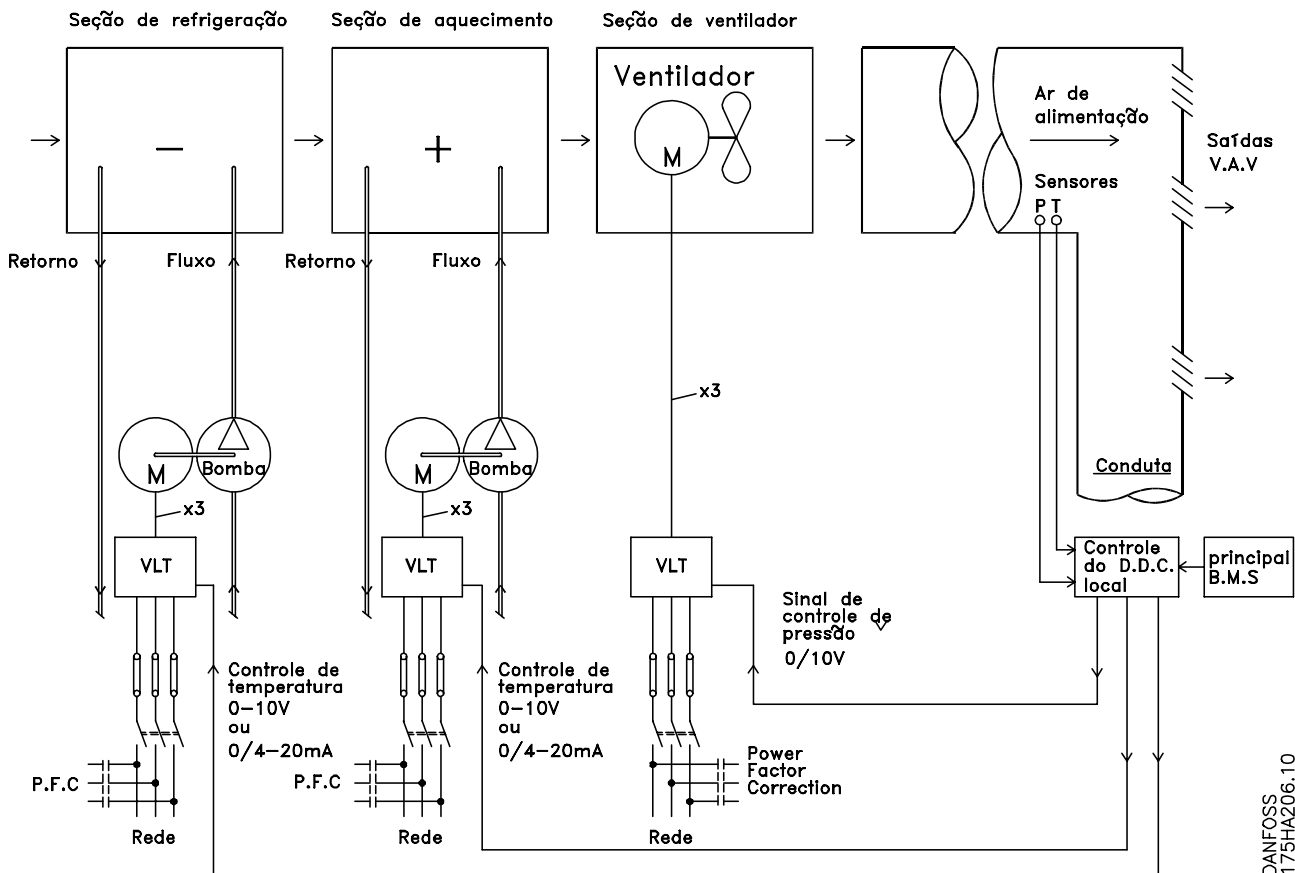 Seção de refrigeração
Seção de aquecimento
Seção de ventilador
Ventilador
M
−
+
Ar de
alimentação
Saídas
V.A.V
Sensores
P T
Retorno
Fluxo
Retorno
Fluxo
x3
M
Bomba
M
Bomba
Conduta
x3
x3
VLT
VLT
VLT
Controle
do D.D.C.
local
principal
B.M.S
Sinal de
controle de
pressão
0/10V
Controle de
temperatura
0−10V
ou
0/4−20mA
Controle de
temperatura
0−10V
ou
0/4−20mA
P.F.C
P.F.C
Power
Factor
Correction
Rede
Rede
Rede
DANFOSS
175HA206.10